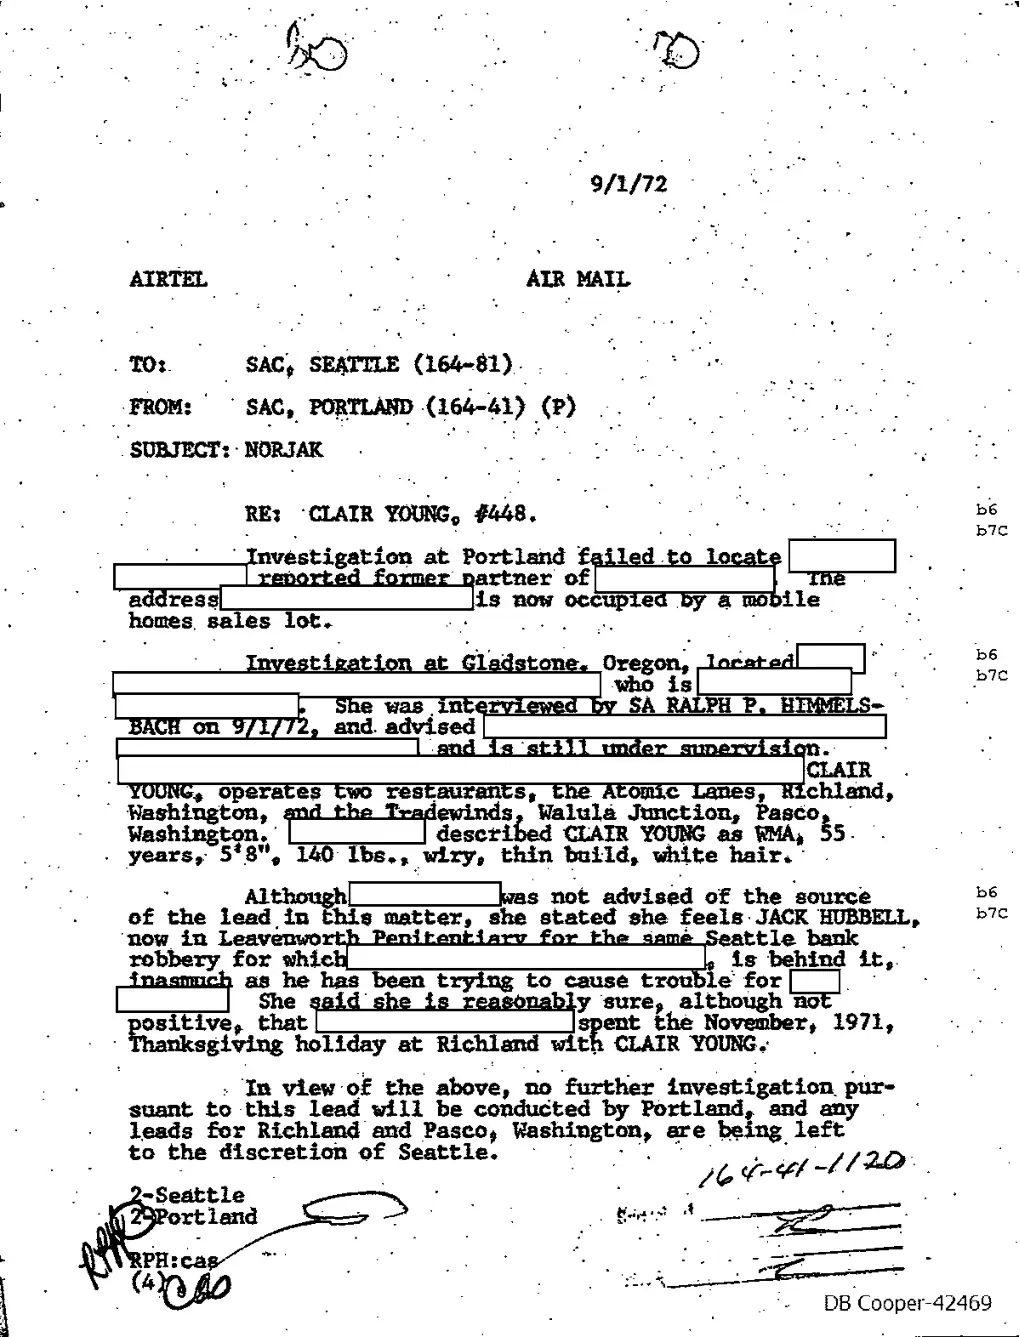 9/1/72
AIRTEL AIR MAIL
TO: SAC, SEATTLE (164-81)
FROM: SAC, PORTLAND (164-41) (P)
SUBJECT: NORJAK
RE: CLAIR YOUNG, #448.
b6
b7C
Investigation at Portland failed to locate
reported former partner of . The
address is now occupied by a mobile
homes sales lot.
Investigation at Gladstone, Oregon, located
b6
b7C
who is
. She was interviewed by SA RALPH P. HIMMELS-
BACH on 9/1/72, and advised
and is still under supervision.
CLAIR
YOUNG, operates two restaurants, the Atomic Lanes, Richland,
Washington, and the Tradewinds, Walula Junction, Pasco,
Washington. described CLAIR YOUNG as WMA, 55
years, 5'8", 140 lbs., wiry, thin build, white hair.
Although was not advised of the source
b6
b7C
of the lead in this matter, she stated she feels JACK HUBBELL,
now in Leavenworth Penitentiary for the same Seattle bank
robbery for which , is behind it,
inasmuch as he has been trying to cause trouble for
She said she is reasonably sure, although not
positive, that spent the November, 1971,
Thanksgiving holiday at Richland with CLAIR YOUNG.
In view of the above, no further investigation pur-
suant to this lead will be conducted by Portland, and any
leads for Richland and Pasco, Washington, are being left
to the discretion of Seattle.
164-41-1120
2-Seattle
2-Portland
RPH
RPH:cas
(4)
DB Cooper-42469